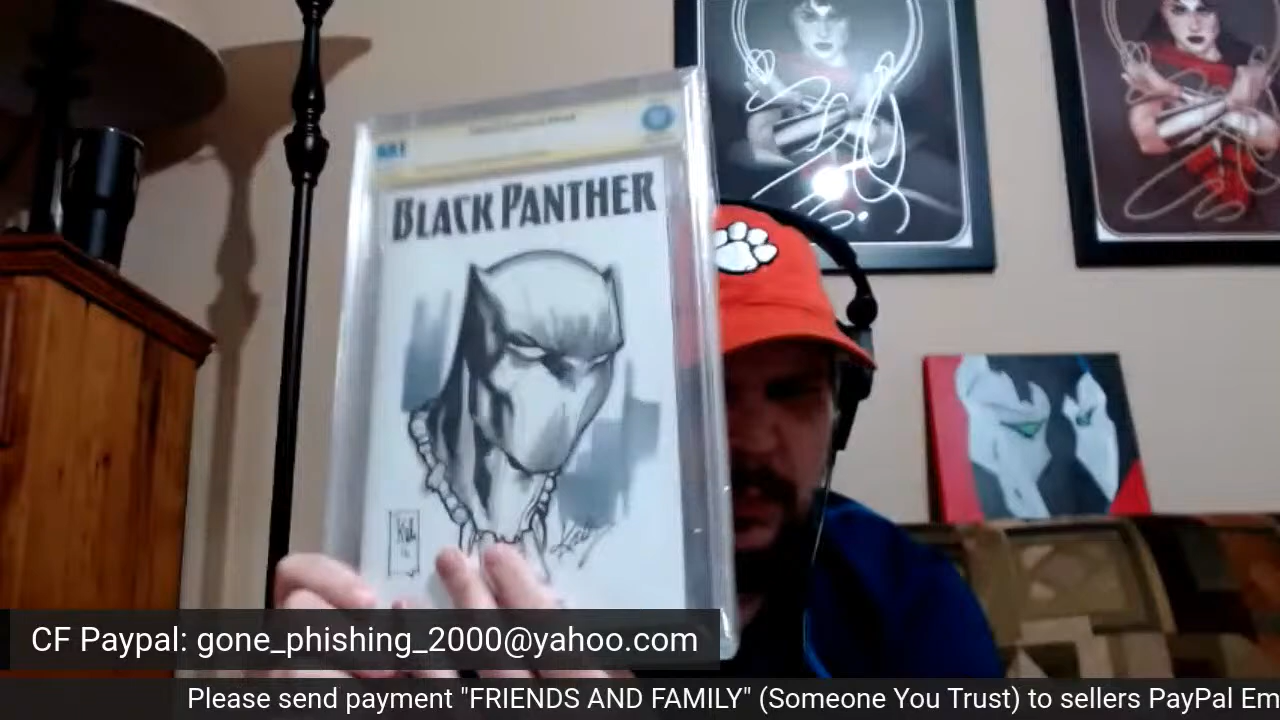 BLACK PANTHER
CF Paypal: gone_phishing_2000@yahoo.com
Please send payment "FRIENDS AND FAMILY" (Someone You Trust) to sellers PayPal Em